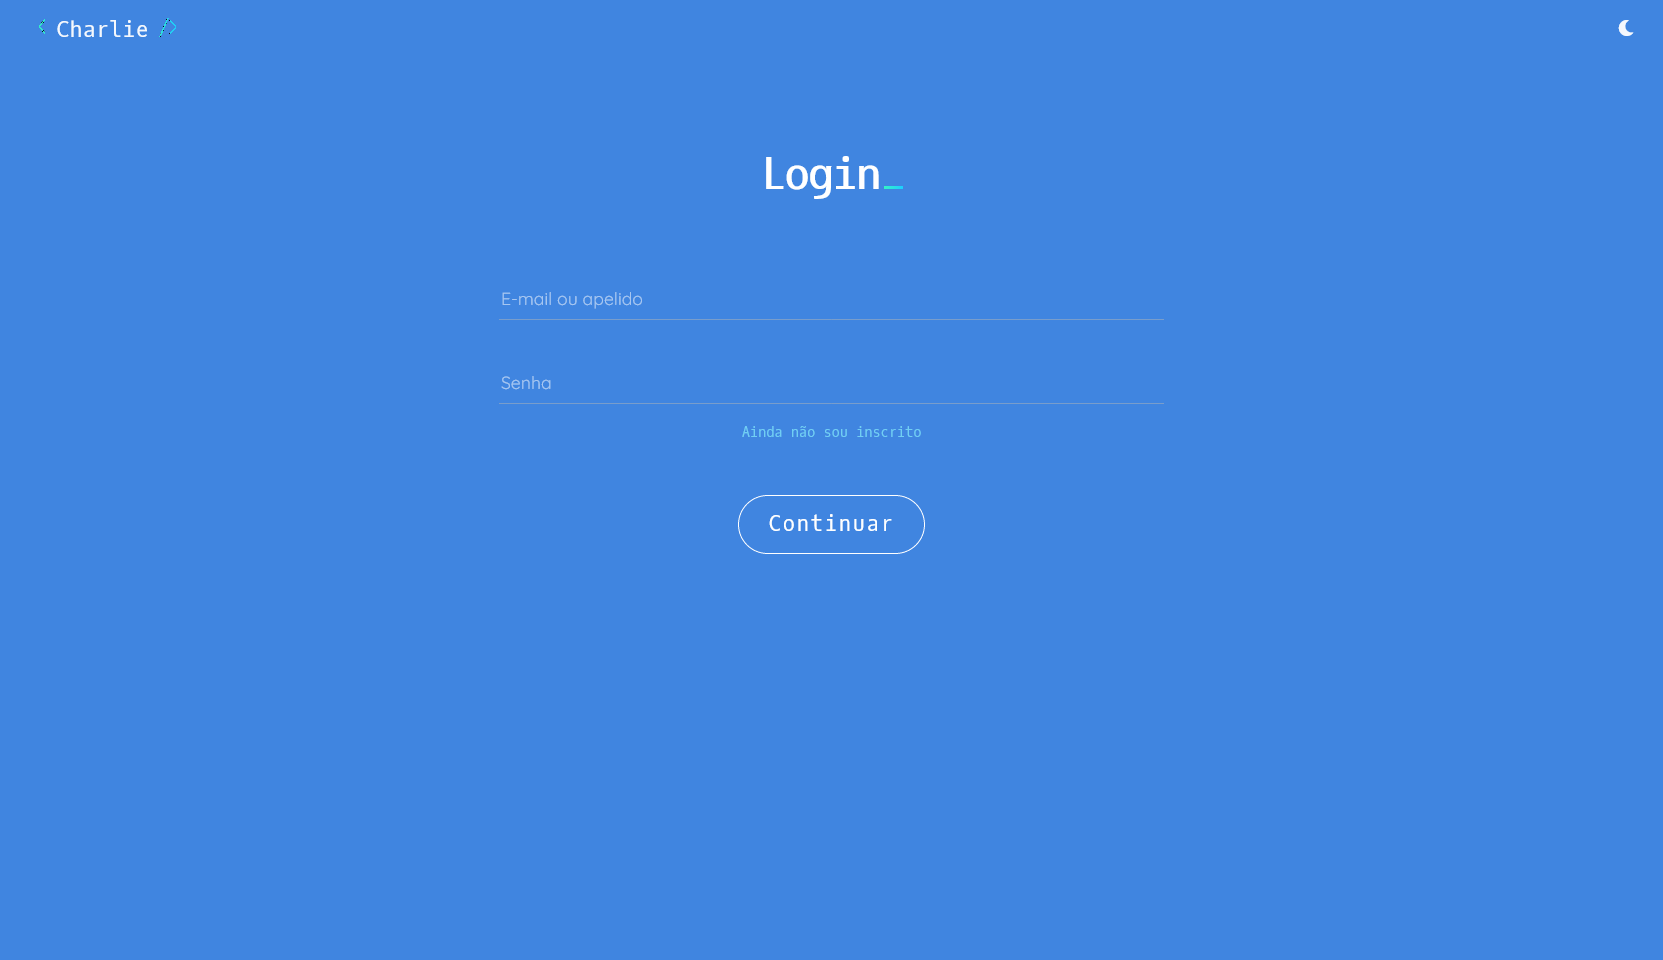 < Charlie />
Login_
E-mail ou apelido
Senha
Ainda não sou inscrito
Continuar